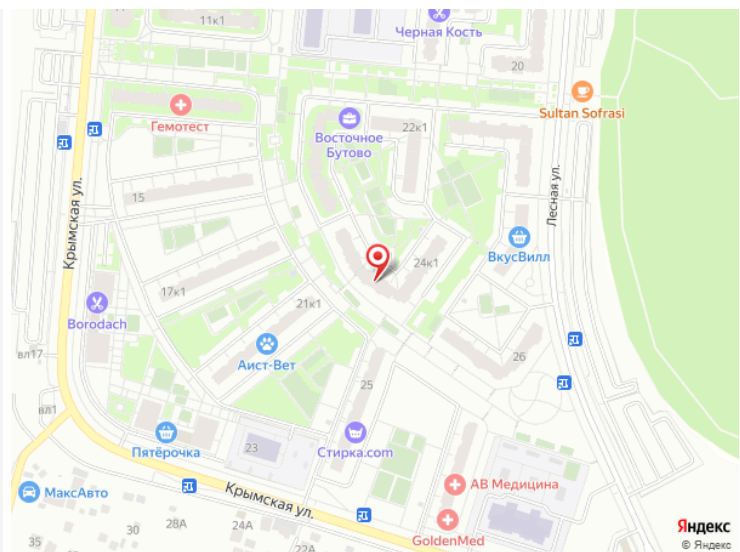 11к1
Черная Кость
20
Sultan Sofrasi
Гемотест
Восточное
Бутово
22к1
Лесная ул.
15
Крымская ул.
ВкусВилл
24к1
17к1
21к1
Borodach
вл17
Аист-Вет
26
25
вл1
Пятёрочка
23
Стирка.com
АВ Медицина
МаксАвто
Крымская ул.
28А
24А
30
35
22А
GoldenMed
Яндекс
© Яндекс